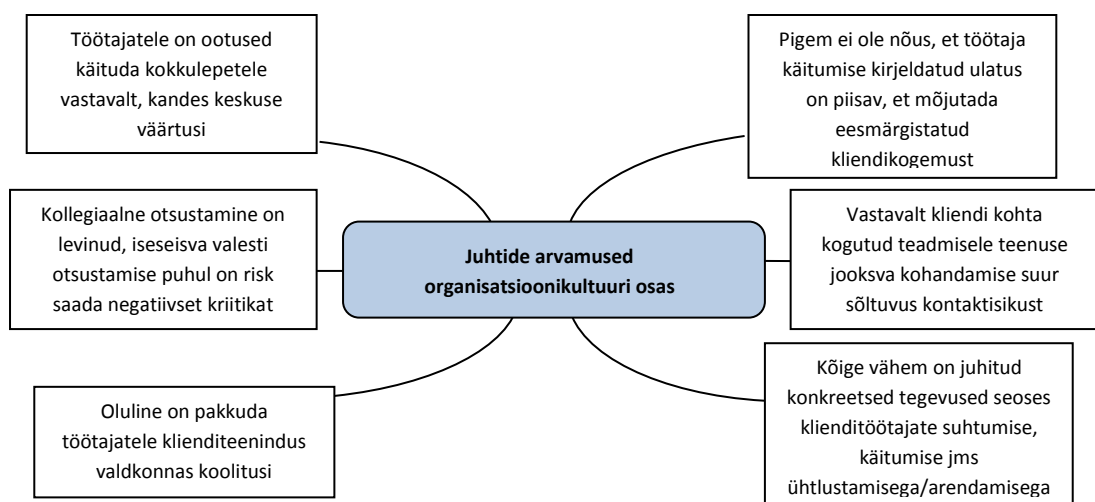 Töötajatele on ootused
käituda kokkulepetele
vastavalt, kandes keskuse
väärtusi
Pigem ei ole nõus, et töötaja
käitumise kirjeldatud ulatus
on piisav, et mõjutada
eesmärgistatud
kliendikogemust
Kollegiaalne otsustamine on
levinud, iseseisva valesti
otsustamise puhul on risk
saada negatiivset kriitikat
Juhtide arvamused
organisatsioonikultuuri osas
Vastavalt kliendi kohta
kogutud teadmisele teenuse
jooksva kohandamise suur
sõltuvus kontaktisikust
Oluline on pakkuda
töötajatele klienditeenindus
valdkonnas koolitusi
Kõige vähem on juhitud
konkreetsed tegevused seoses
klienditöötajate suhtumise,
käitumise jms
ühtlustamisega/arendamisega